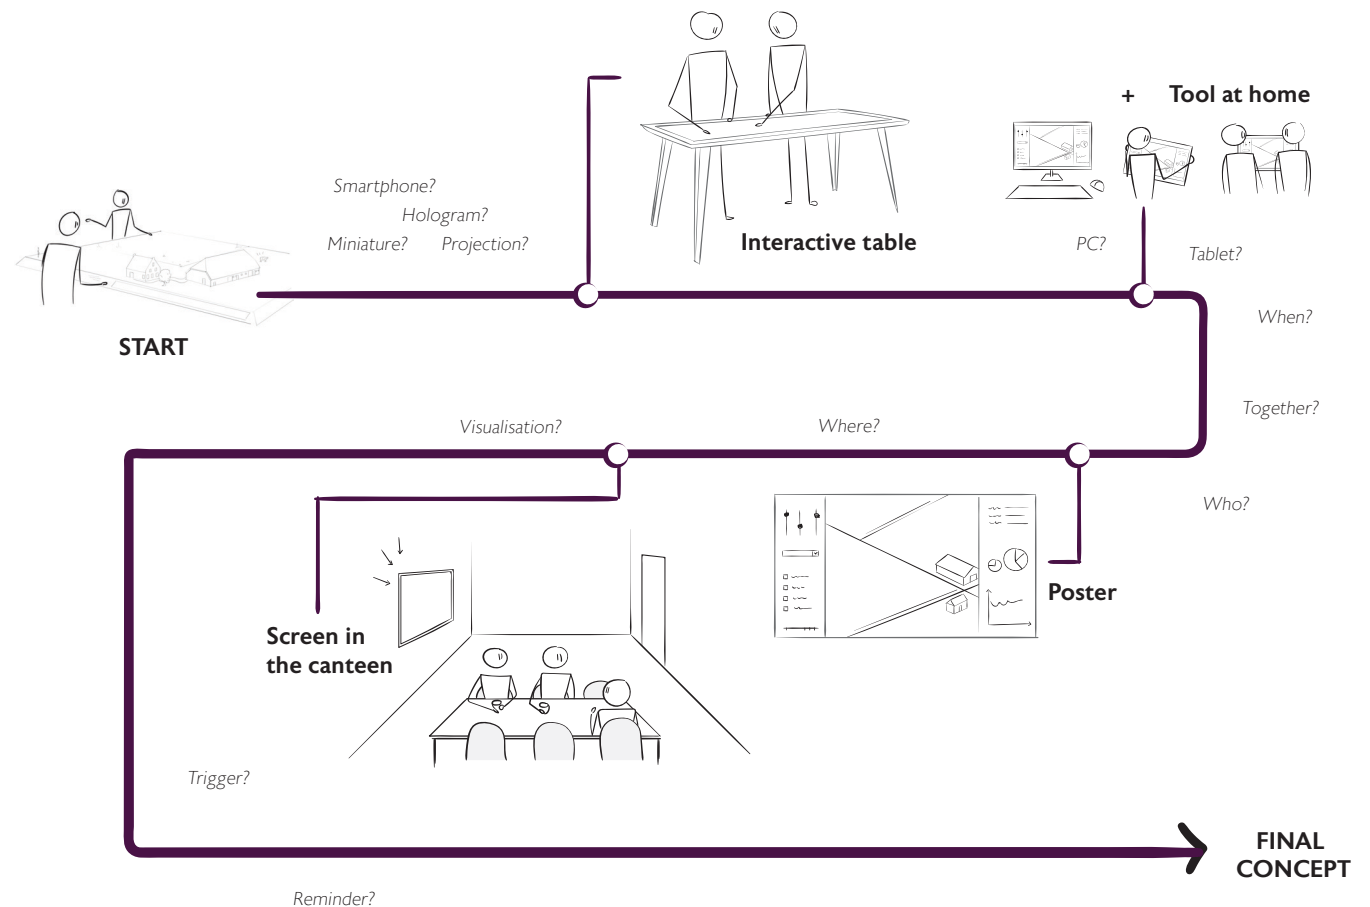 + Tool at home
Smartphone?
Hologram?
Miniature? Projection?
Interactive table
PC?
Tablet?
START
When?
Together?
Visualisation?
Where?
Who?
Poster
Screen in
the canteen
Trigger?
FINAL
CONCEPT
Reminder?